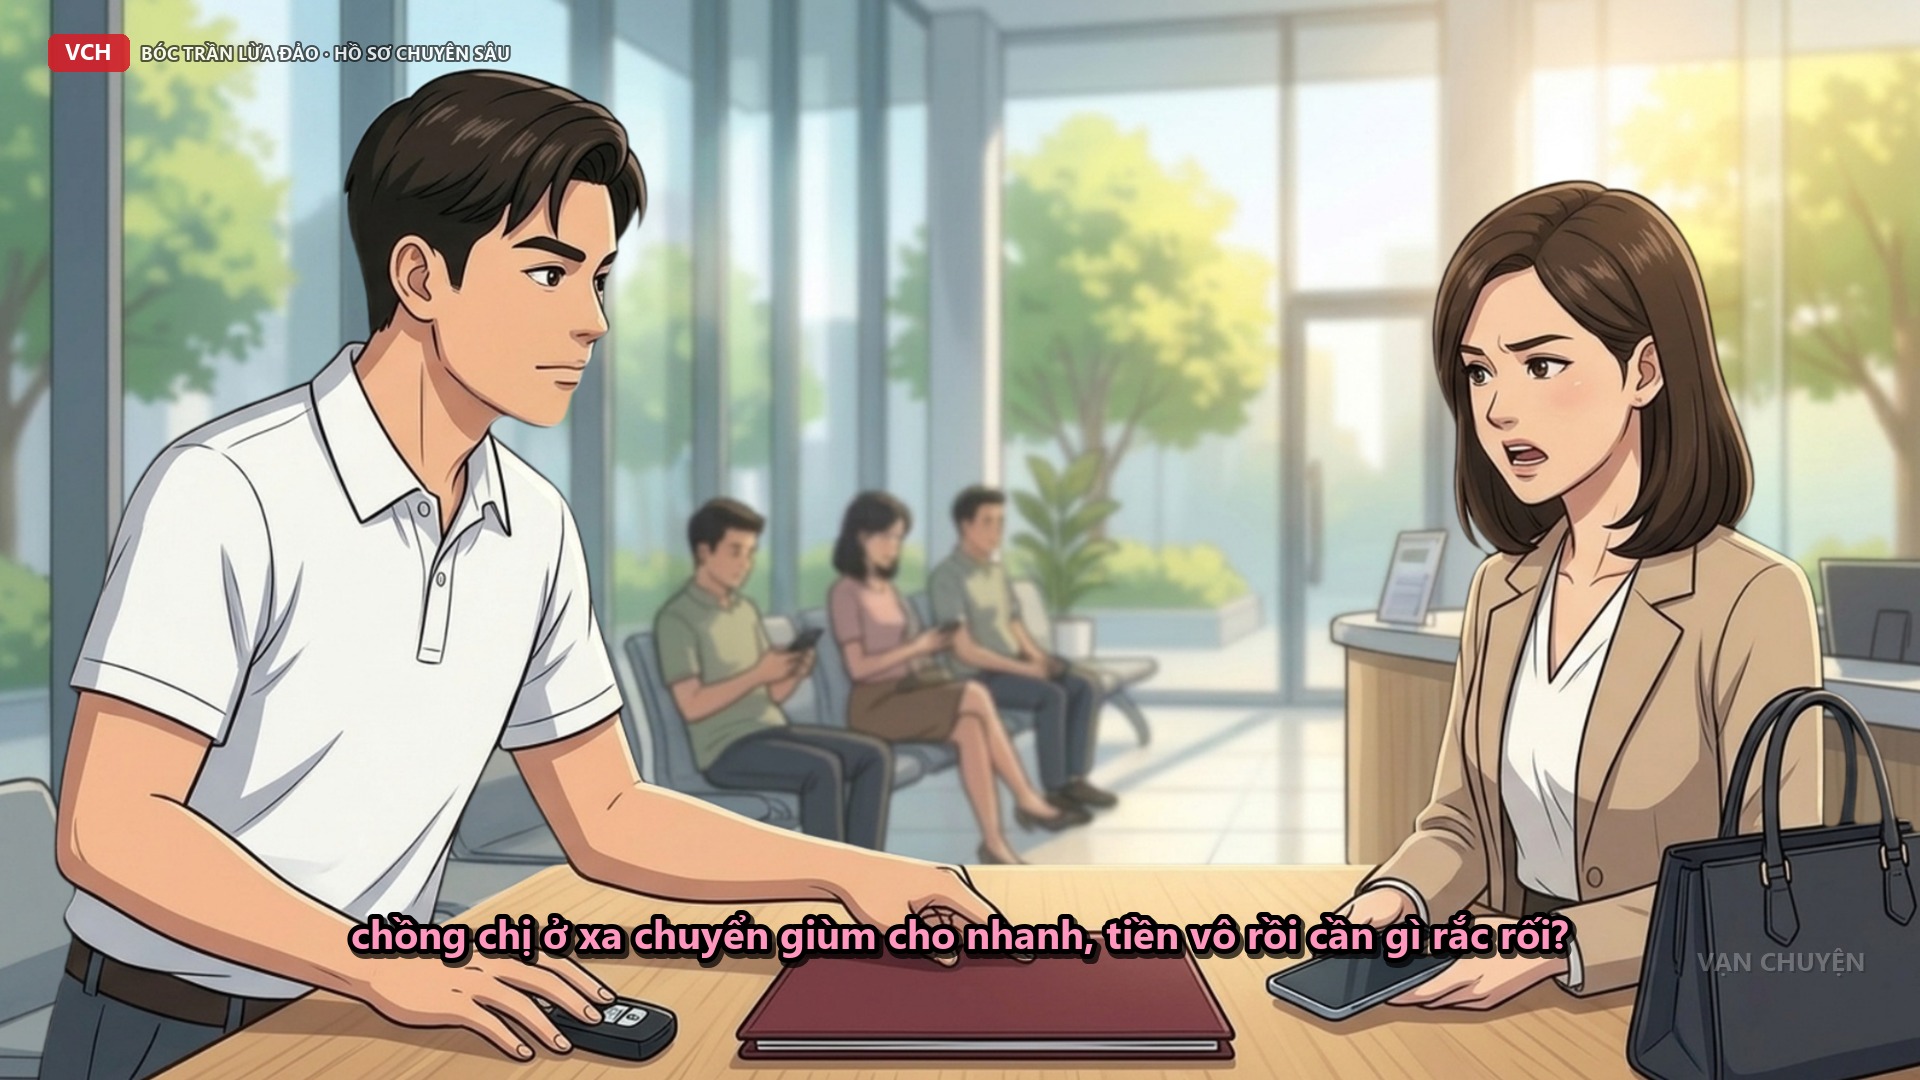 VCH BÓC TRẦN LỪA ĐẢO • HỒ SƠ CHUYÊN SÂU
chồng chị ở xa chuyển giùm cho nhanh, tiền vô rồi cần gì rắc rối?
VẠN CHUYỆN